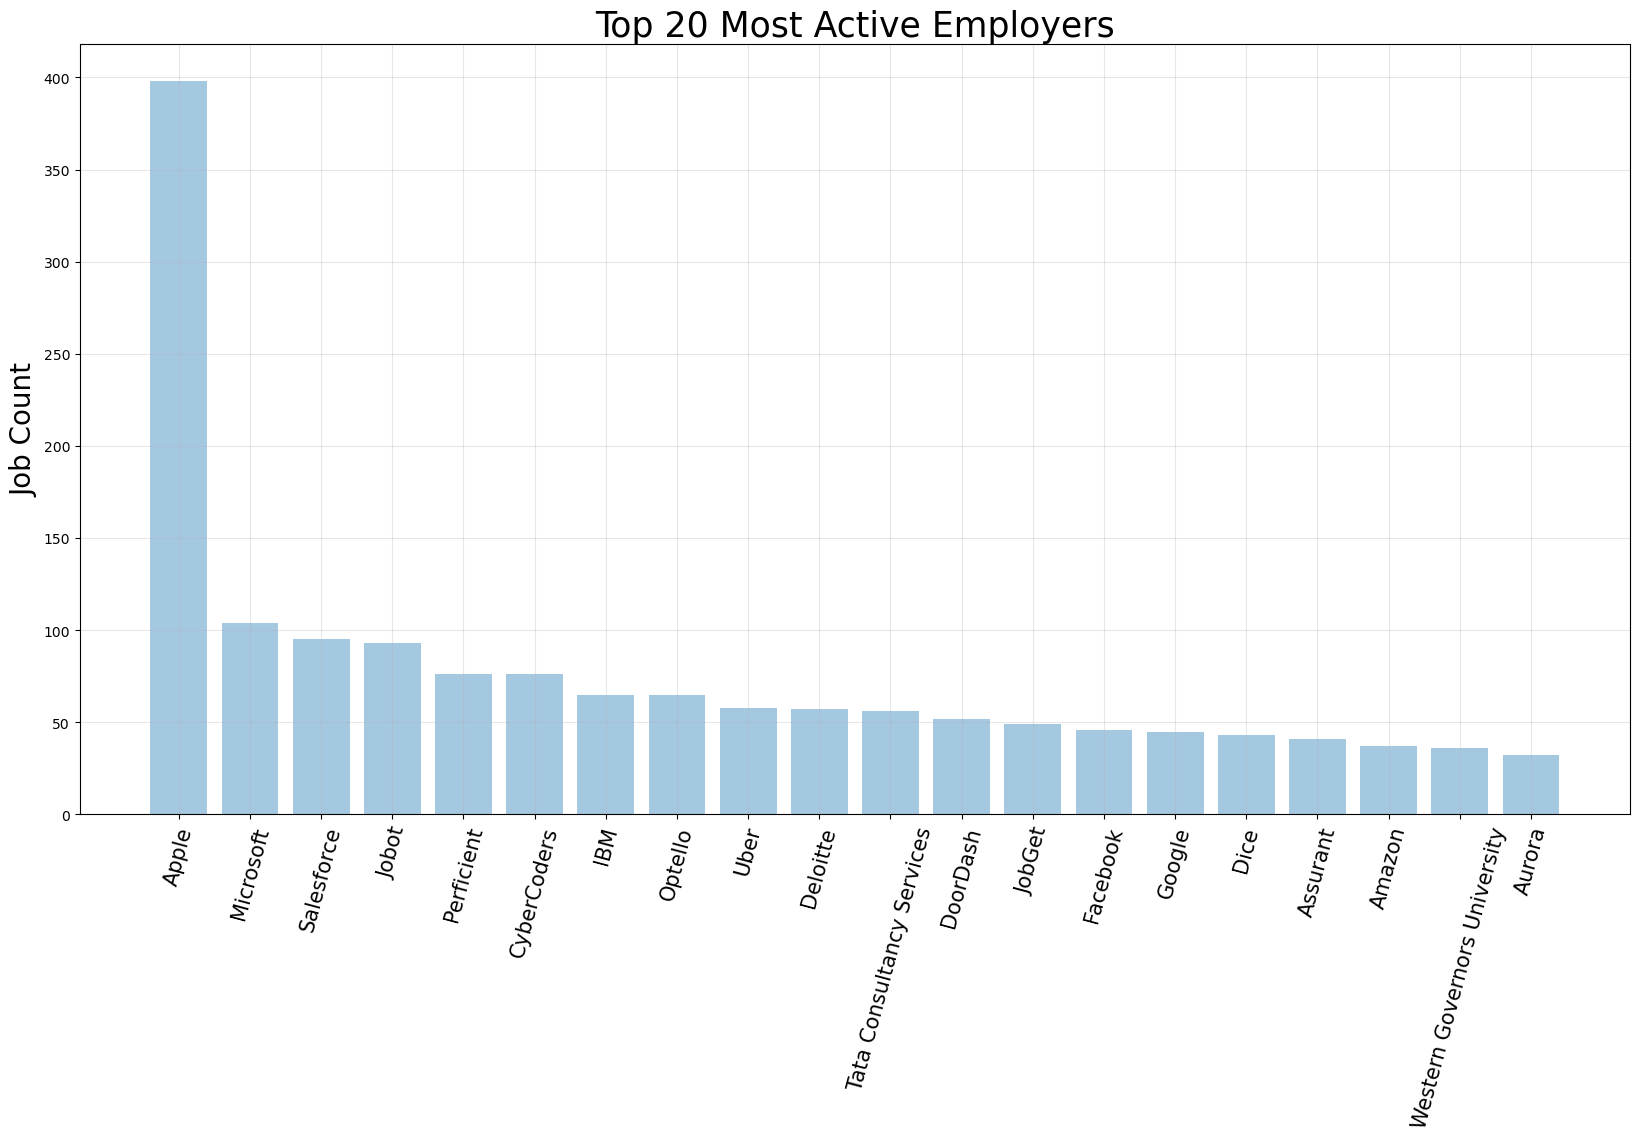 Top 20 Most Active Employers
Job Count
400
350
300
250
200
150
100
50
0
Apple
Microsoft
Salesforce
Jobot
Perficient
CyberCoders
IBM
Optello
Uber
Deloitte
Tata Consultancy Services
DoorDash
JobGet
Facebook
Google
Dice
Assurant
Amazon
Western Governors University
Aurora